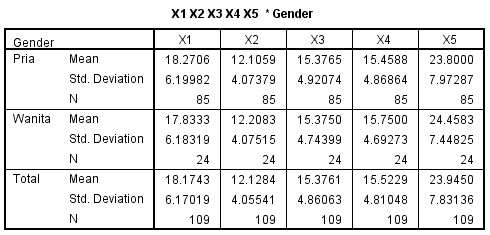 X1 X2 X3 X4 X5 * Gender
Gender X1 X2 X3 X4 X5
Pria Mean 18.2706 12.1059 15.3765 15.4588 23.8000
Std. Deviation 6.19982 4.07379 4.92074 4.86864 7.97287
N 85 85 85 85 85
Wanita Mean 17.8333 12.2083 15.3750 15.7500 24.4583
Std. Deviation 6.18319 4.07515 4.74399 4.69273 7.44825
N 24 24 24 24 24
Total Mean 18.1743 12.1284 15.3761 15.5229 23.9450
Std. Deviation 6.17019 4.05541 4.86063 4.81048 7.83136
N 109 109 109 109 109